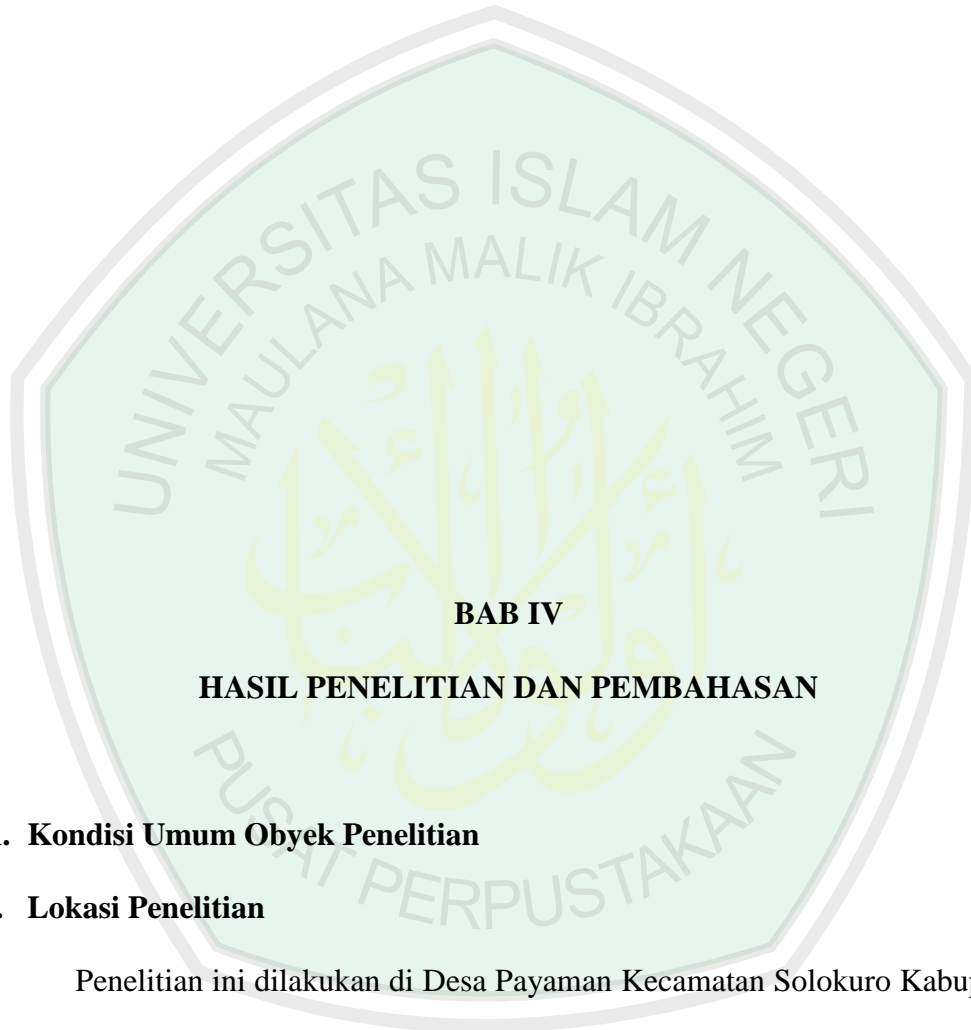 UNIVERSITAS ISLAM NEGERI
MAULANA MALIK IBRAHIM
BAB IV
HASIL PENELITIAN DAN PEMBAHASAN
. Kondisi Umum Obyek Penelitian
. Lokasi Penelitian
PUSAT PERPUSTAKAAN
Penelitian ini dilakukan di Desa Payaman Kecamatan Solokuro